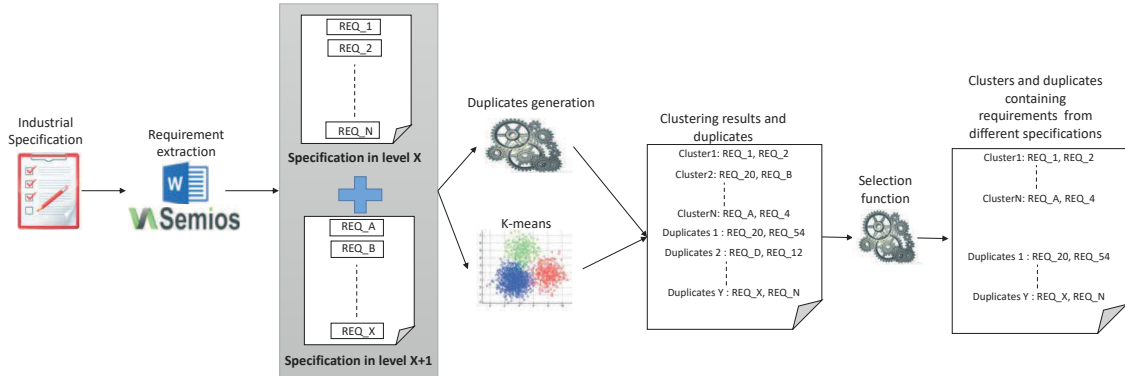 Industrial
Specification
Requirement
extraction
W
Semios
REQ_1
REQ_2
REQ_N
Specification in level X
REQ_A
REQ_B
REQ_X
Specification in level X+1
Duplicates generation
K-means
Clustering results and
duplicates
Cluster1: REQ_1, REQ_2
Cluster2: REQ_20, REQ_B
ClusterN: REQ_A, REQ_4
Duplicates 1 : REQ_20, REQ_54
Duplicates 2 : REQ_D, REQ_12
Duplicates Y : REQ_X, REQ_N
Selection
function
Clusters and duplicates
containing
requirements from
different specifications
Cluster1: REQ_1, REQ_2
ClusterN: REQ_A, REQ_4
Duplicates 1 : REQ_20, REQ_54
Duplicates Y : REQ_X, REQ_N